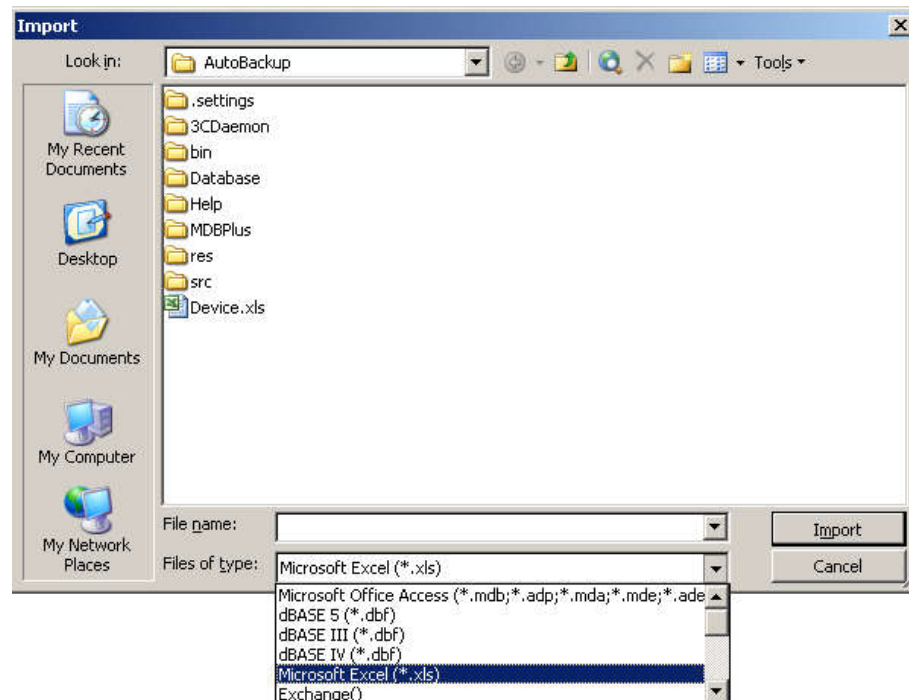 Import
Look in:
AutoBackup
Tools
My Recent
Documents
Desktop
My Documents
My Computer
My Network
Places
.settings
3CDaemon
bin
Database
Help
MDBPlus
res
src
Device.xls
File name:
Import
Files of type:
Microsoft Excel (*.xls)
Cancel
Microsoft Office Access (*.mdb;*.adp;*.mda;*.mde;*.ade
dBASE 5 (*.dbf)
dBASE III (*.dbf)
dBASE IV (*.dbf)
Microsoft Excel (*.xls)
Exchange()